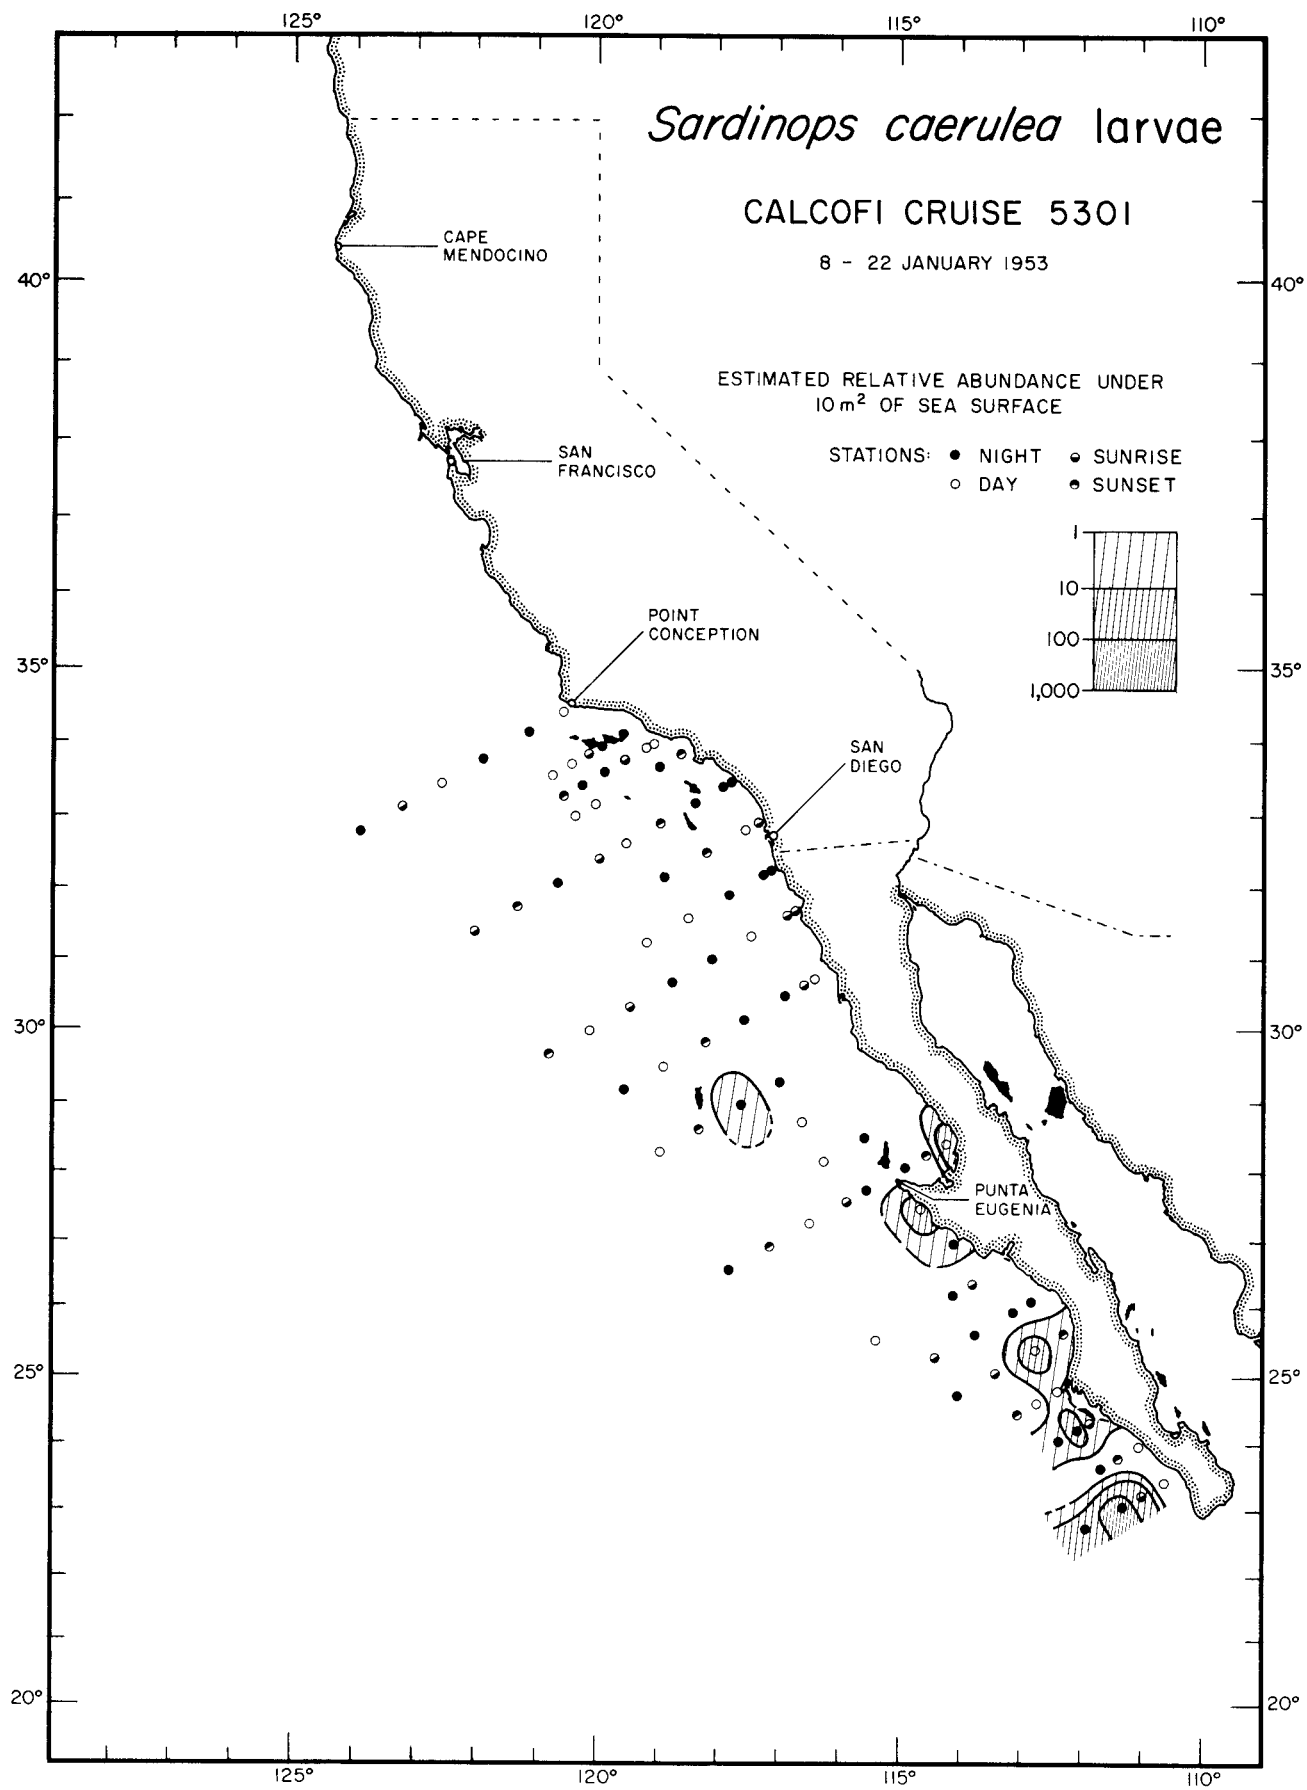 125°
120°
115°
110°
Sardinops caerulea larvae
CALCOFI CRUISE 5301
8 – 22 JANUARY 1953
CAPE
MENDOCINO
40°
40°
ESTIMATED RELATIVE ABUNDANCE UNDER
10 m² OF SEA SURFACE
STATIONS: NIGHT SUNRISE
DAY SUNSET
SAN
FRANCISCO
1
10
100
1,000
POINT
CONCEPTION
35°
35°
SAN
DIEGO
30°
30°
PUNTA
EUGENIA
25°
25°
20°
20°
125°
120°
115°
110°